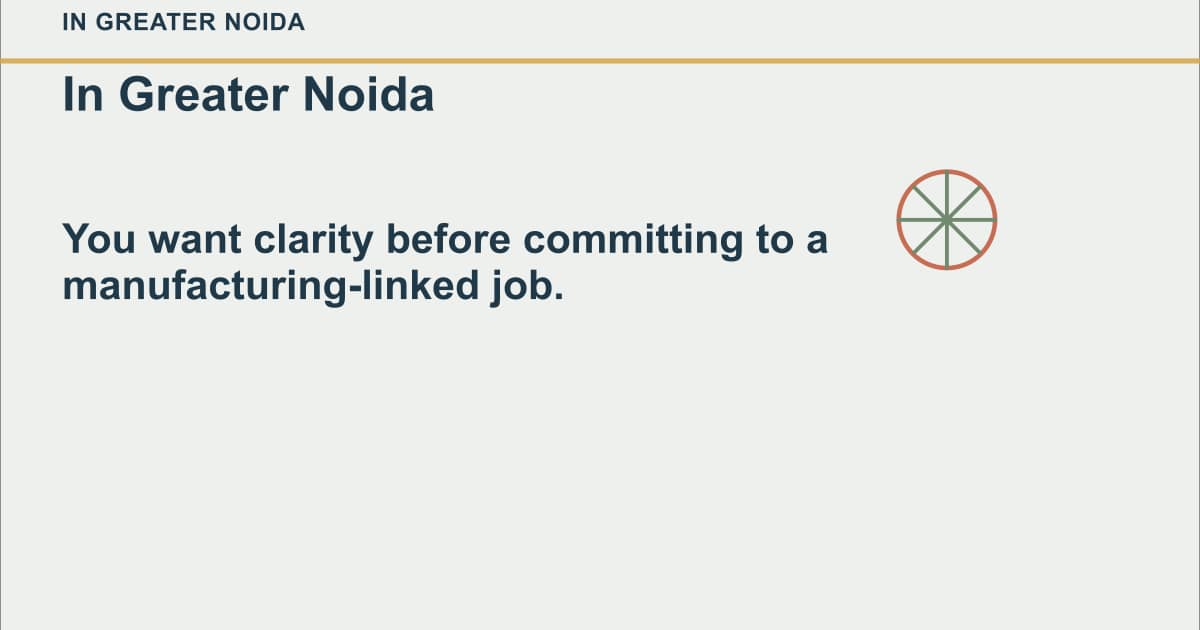 IN GREATER NOIDA
In Greater Noida
You want clarity before committing to a
manufacturing-linked job.